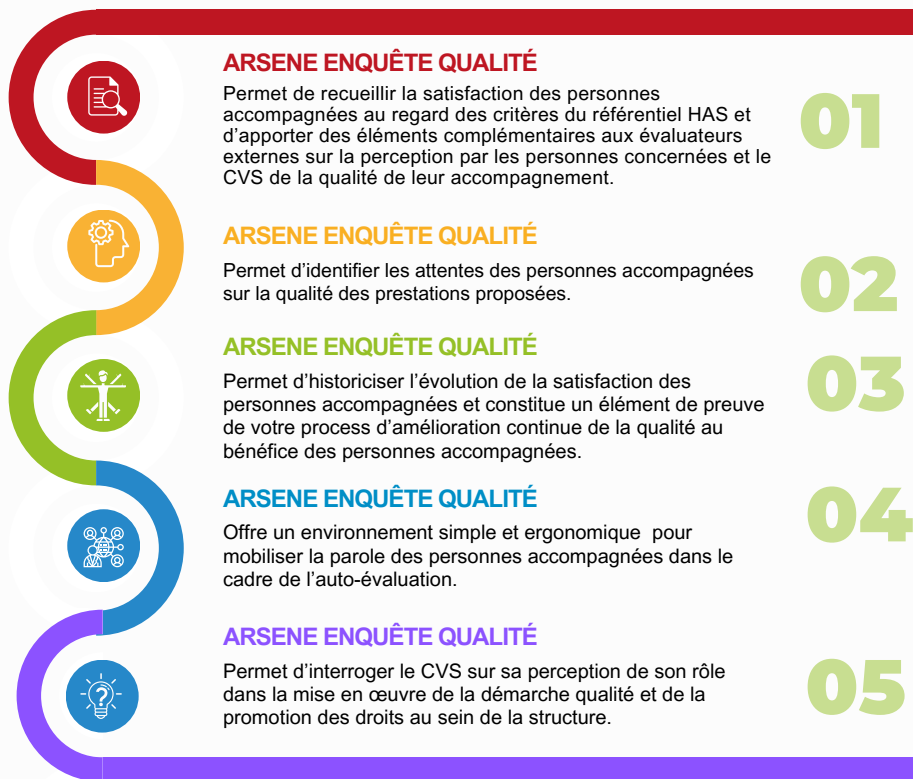 ARSENE ENQUÊTE QUALITÉ
Permet de recueillir la satisfaction des personnes
accompagnées au regard des critères du référentiel HAS et
d'apporter des éléments complémentaires aux évaluateurs
externes sur la perception par les personnes concernées et le
CVS de la qualité de leur accompagnement.
01
ARSENE ENQUÊTE QUALITÉ
Permet d'identifier les attentes des personnes accompagnées
sur la qualité des prestations proposées.
02
ARSENE ENQUÊTE QUALITÉ
Permet d'historiciser l'évolution de la satisfaction des
personnes accompagnées et constitue un élément de preuve
de votre process d'amélioration continue de la qualité au
bénéfice des personnes accompagnées.
03
ARSENE ENQUÊTE QUALITÉ
Offre un environnement simple et ergonomique  pour
mobiliser la parole des personnes accompagnées dans le
cadre de l'auto-évaluation.
04
ARSENE ENQUÊTE QUALITÉ
Permet d'interroger le CVS sur sa perception de son rôle
dans la mise en œuvre de la démarche qualité et de la
promotion des droits au sein de la structure.
05